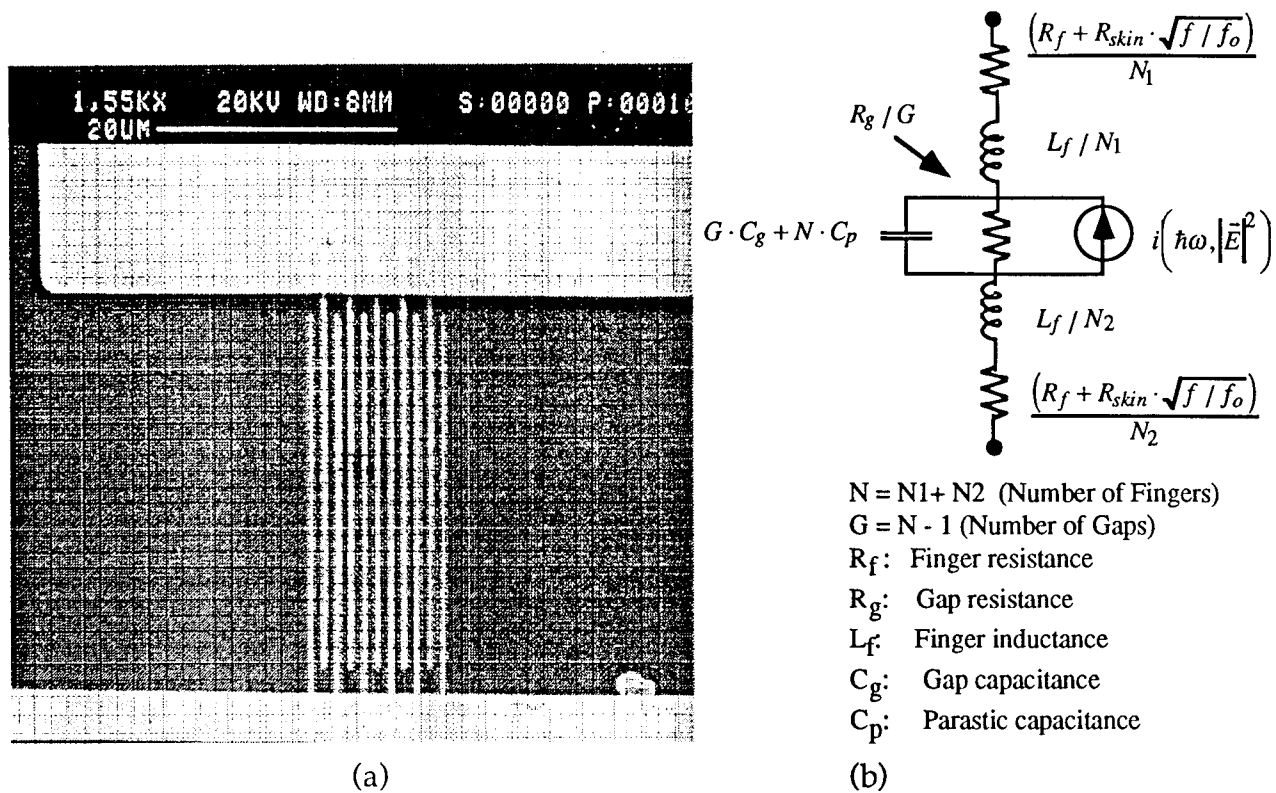 1.55KX 20KV WD:8MM S:00000 P:0001
20UM
(a)
(R_f + R_skin · √(f / f_o)) / N_1
R_g / G
L_f / N_1
G · C_g + N · C_p
i(ħω, |E⃗|²)
L_f / N_2
(R_f + R_skin · √(f / f_o)) / N_2
N = N1+ N2 (Number of Fingers)
G = N - 1 (Number of Gaps)
R_f: Finger resistance
R_g: Gap resistance
L_f: Finger inductance
C_g: Gap capacitance
C_p: Parastic capacitance
(b)